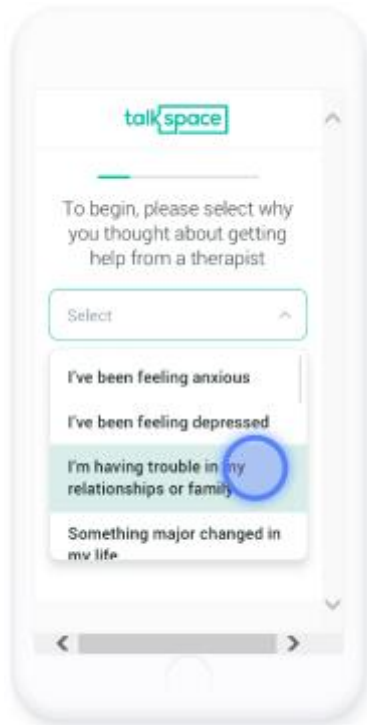 talkspace
To begin, please select why
you thought about getting
help from a therapist
Select
I've been feeling anxious
I've been feeling depressed
I'm having trouble in my
relationships or family
Something major changed in
my life